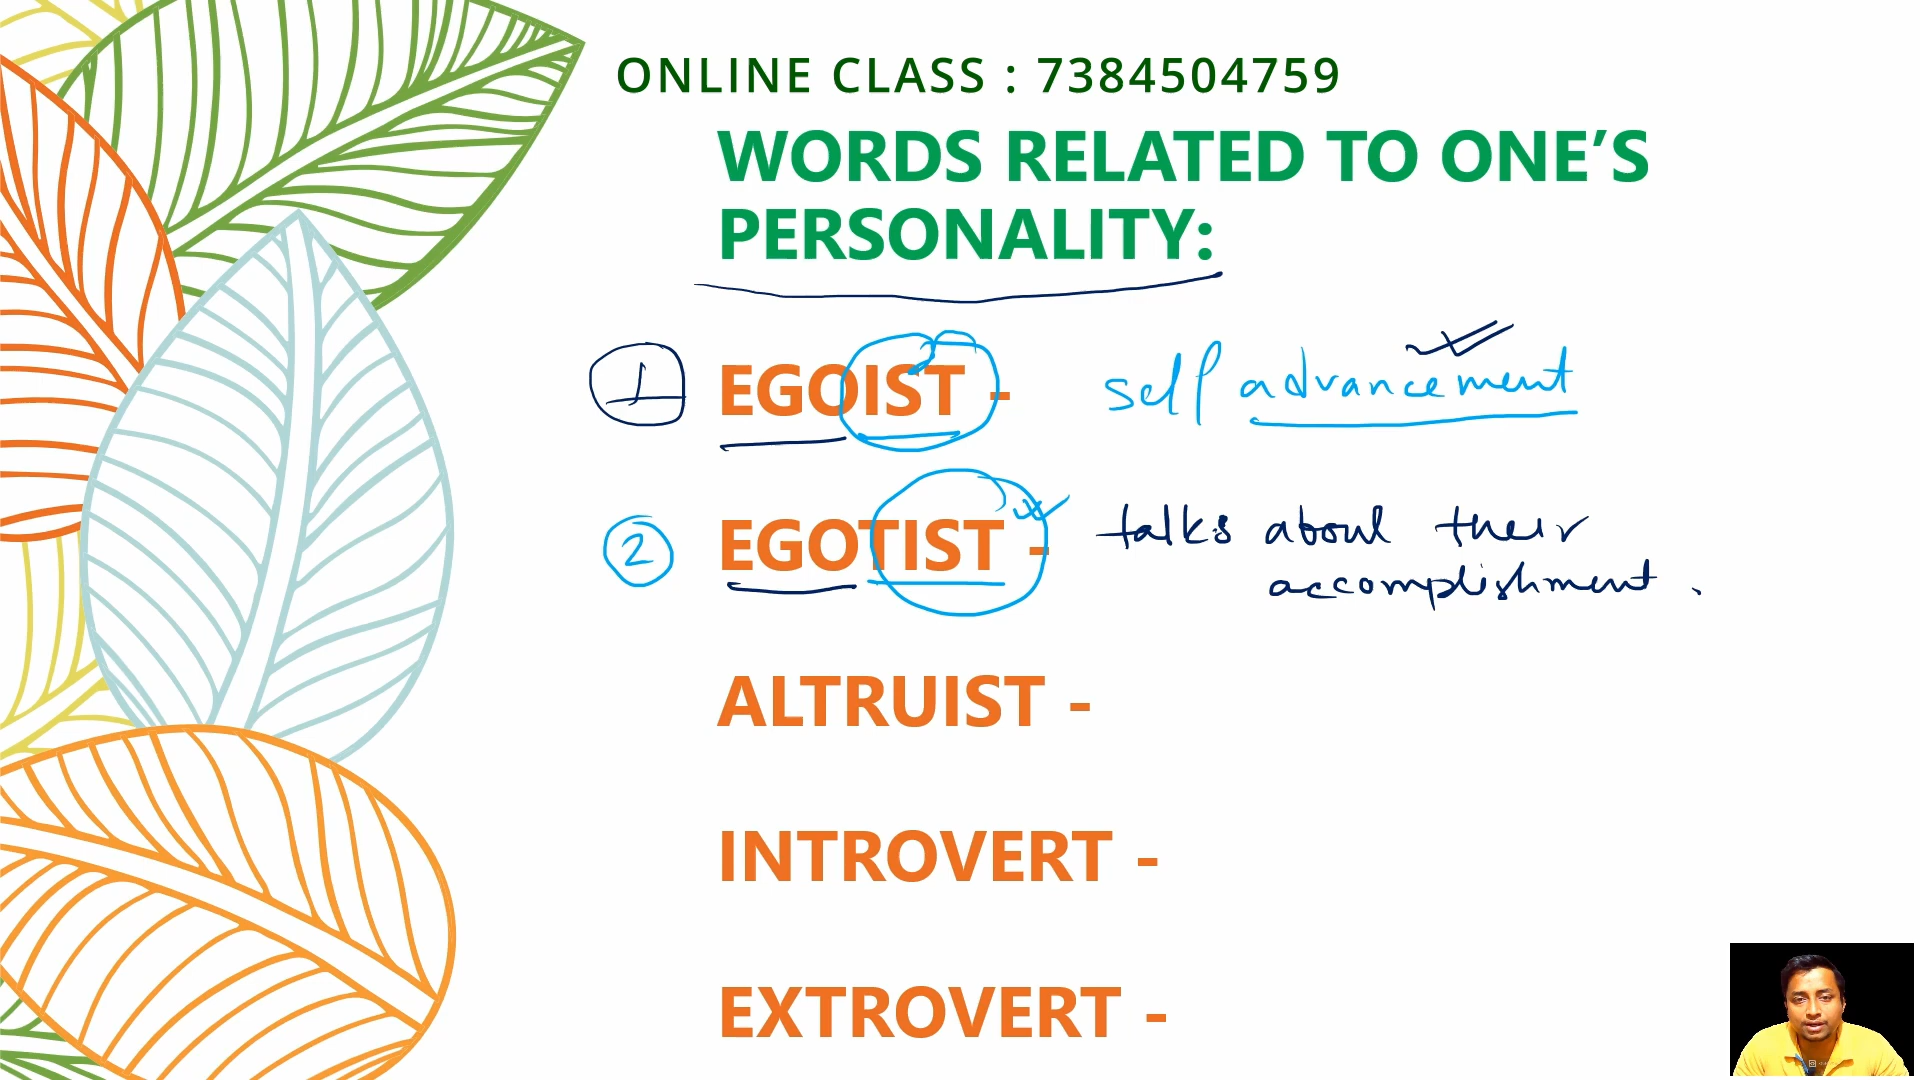 ONLINE CLASS : 7384504759
WORDS RELATED TO ONE’S
PERSONALITY:
1 EGOIST - self advancement
2 EGOTIST - talks about their
accomplishment.
ALTRUIST -
INTROVERT -
EXTROVERT -